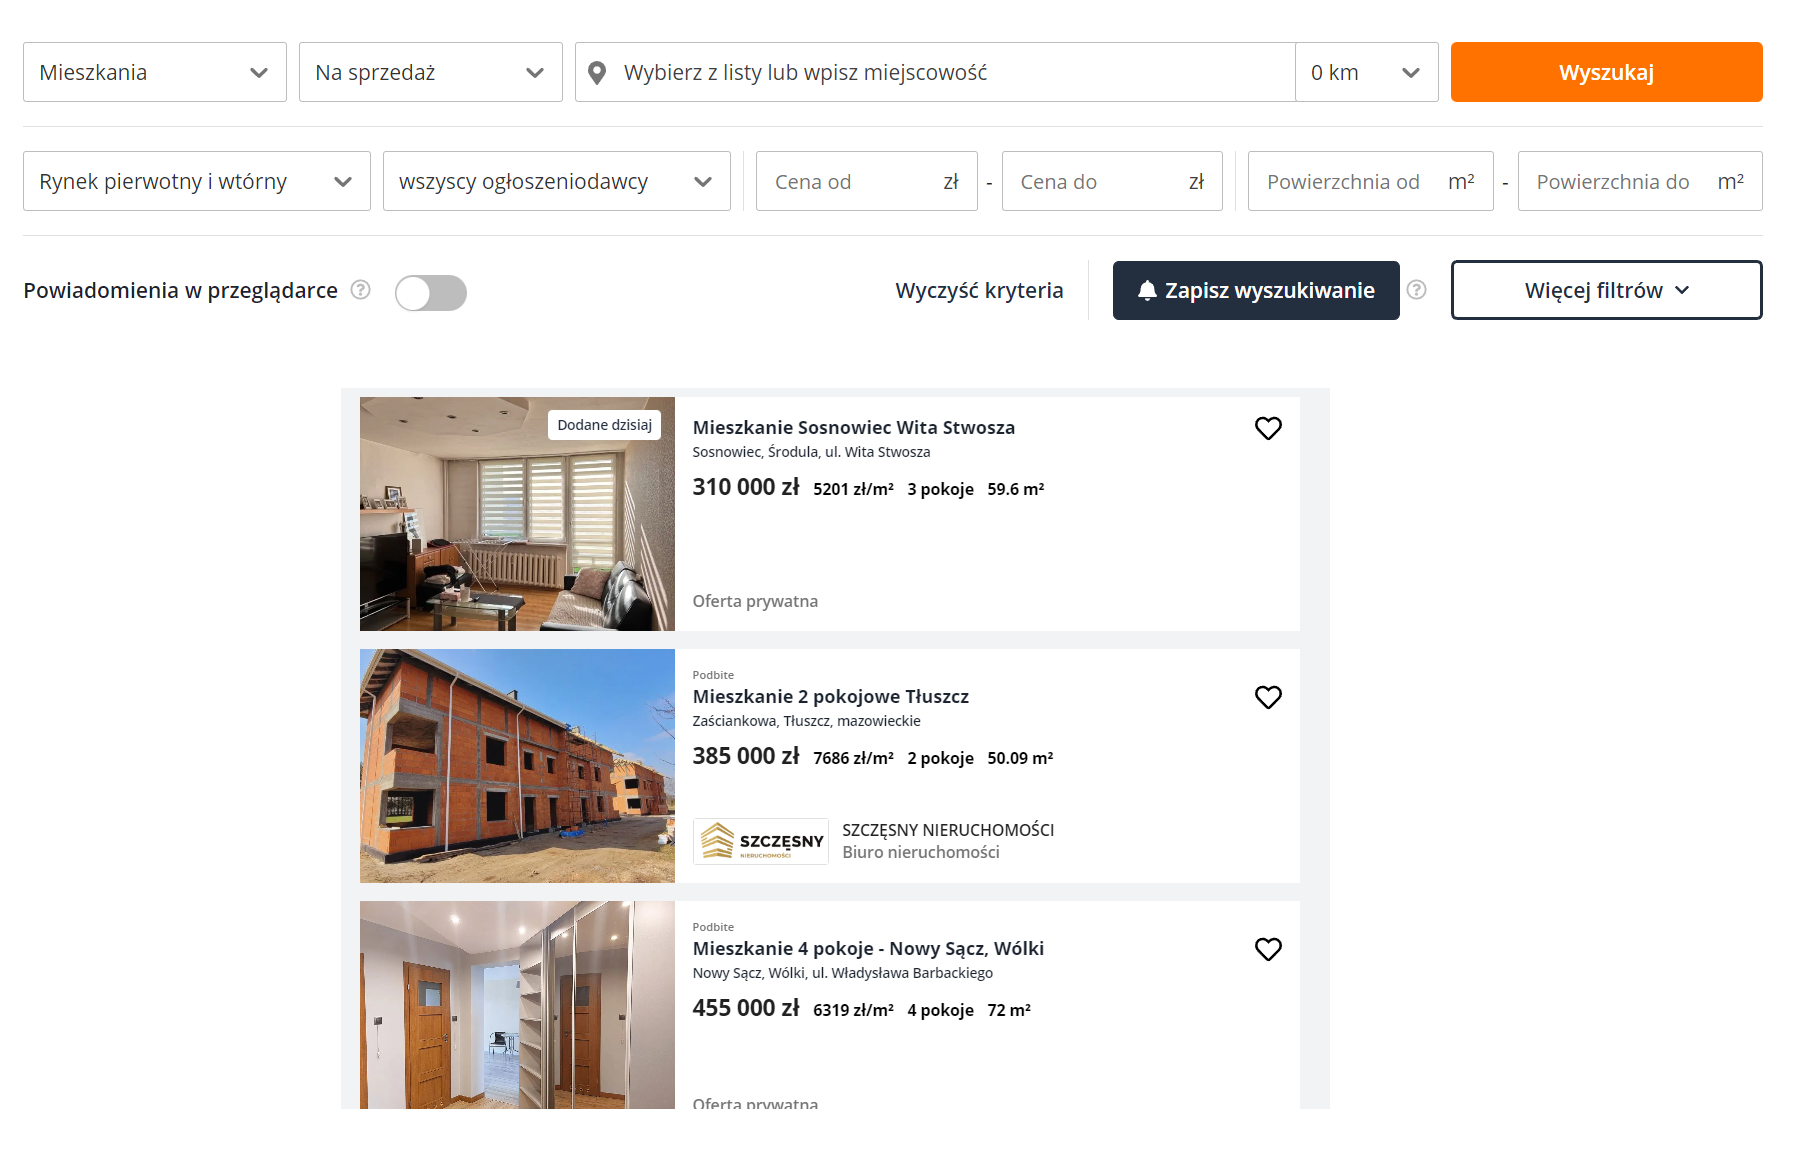 Mieszkania
Na sprzedaż
Wybierz z listy lub wpisz miejscowość
0 km
Wyszukaj
Rynek pierwotny i wtórny
wszyscy ogłoszeniodawcy
Cena od zł - Cena do zł
Powierzchnia od m² - Powierzchnia do m²
Powiadomienia w przeglądarce ?
Wyczyść kryteria
Zapisz wyszukiwanie ?
Więcej filtrów
Dodane dzisiaj
Mieszkanie Sosnowiec Wita Stwosza
Sosnowiec, Środula, ul. Wita Stwosza
310 000 zł 5201 zł/m² 3 pokoje 59.6 m²
Oferta prywatna
Podbite
Mieszkanie 2 pokojowe Tłuszcz
Zaściankowa, Tłuszcz, mazowieckie
385 000 zł 7686 zł/m² 2 pokoje 50.09 m²
SZCZĘSNY
NIERUCHOMOŚCI
SZCZĘSNY NIERUCHOMOŚCI
Biuro nieruchomości
Podbite
Mieszkanie 4 pokoje - Nowy Sącz, Wólki
Nowy Sącz, Wólki, ul. Władysława Barbackiego
455 000 zł 6319 zł/m² 4 pokoje 72 m²
Oferta prywatna